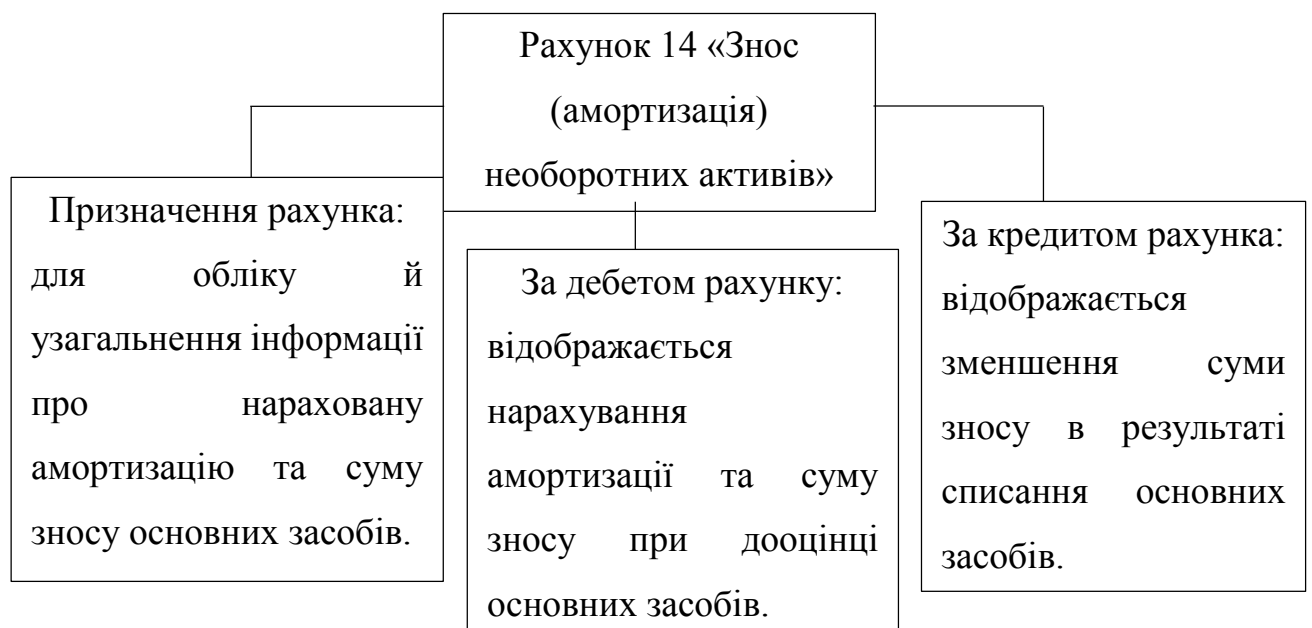 Рахунок 14 «Знос
(амортизація)
необоротних активів»
Призначення рахунка:
для обліку й
узагальнення інформації
про нараховану
амортизацію та суму
зносу основних засобів.
За дебетом рахунку:
відображається
нарахування
амортизації та суму
зносу при дооцінці
основних засобів.
За кредитом рахунка:
відображається
зменшення суми
зносу в результаті
списання основних
засобів.